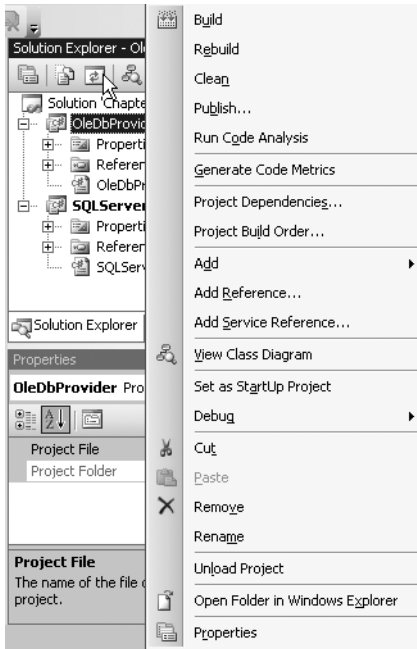 Solution Explorer - Ol
Solution 'Chapte
OleDbProvid
Properti
Referen
OleDbPr
SQLServer
Properti
Referen
SQLServ
Solution Explorer
Properties
OleDbProvider Pro
Project File
Project Folder
Project File
The name of the file
project.
Build
Rebuild
Clean
Publish...
Run Code Analysis
Generate Code Metrics
Project Dependencies...
Project Build Order...
Add
Add Reference...
Add Service Reference...
View Class Diagram
Set as StartUp Project
Debug
Cut
Paste
Remove
Rename
Unload Project
Open Folder in Windows Explorer
Properties